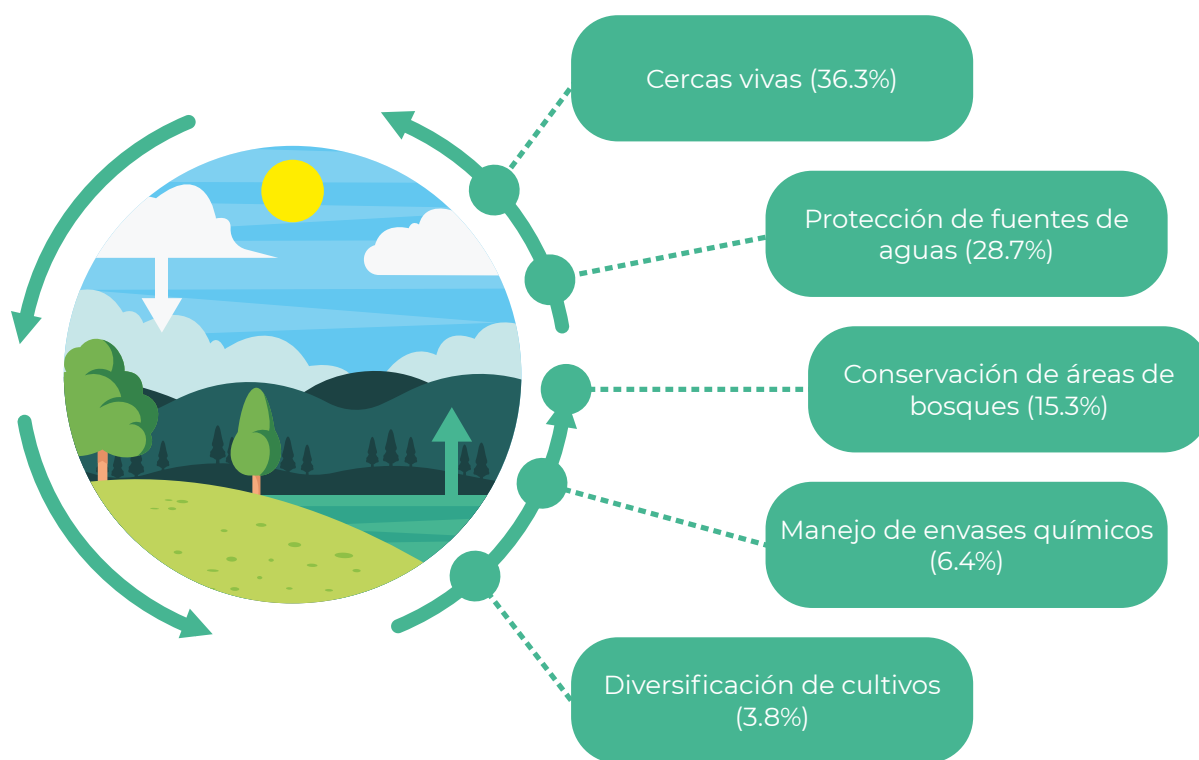 Cercas vivas (36.3%)
Protección de fuentes de
aguas (28.7%)
Conservación de áreas de
bosques (15.3%)
Manejo de envases químicos
(6.4%)
Diversificación de cultivos
(3.8%)